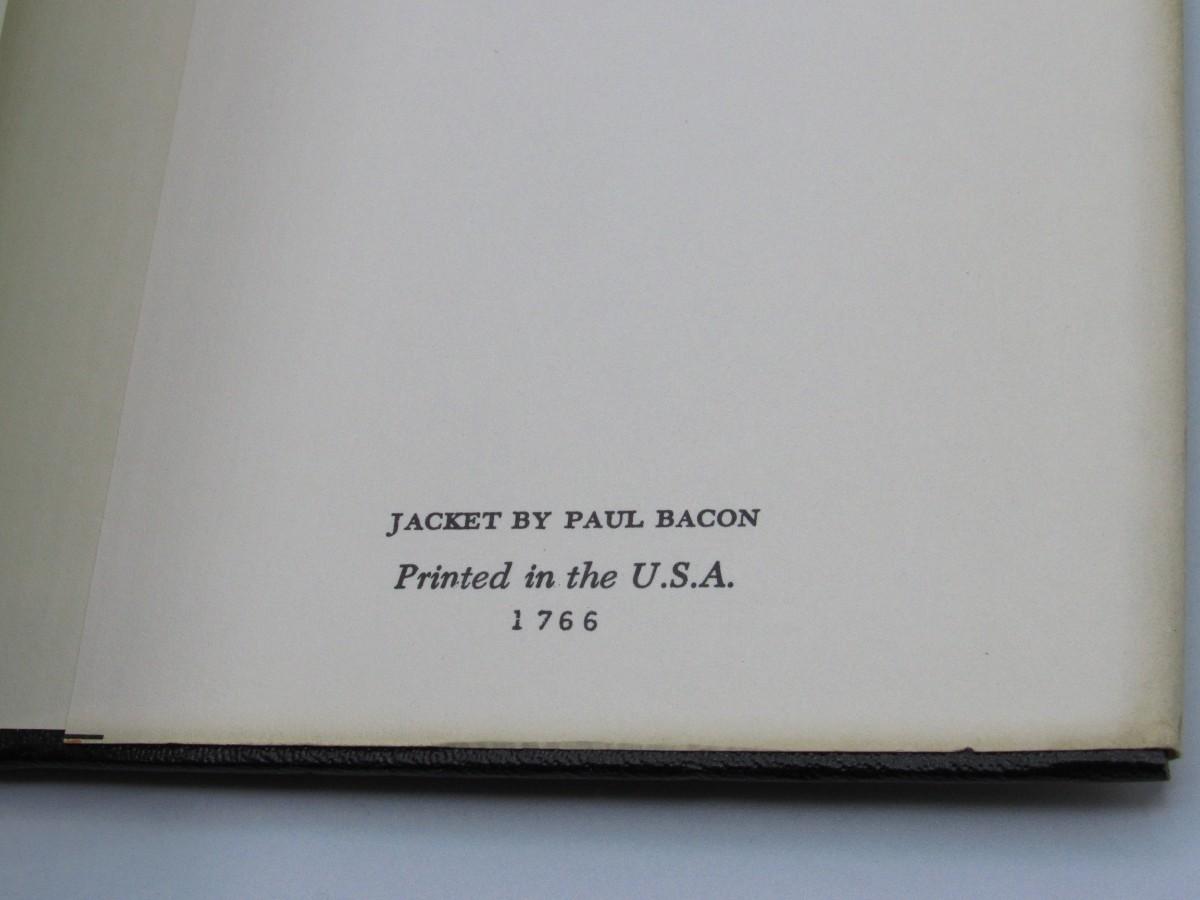 JACKET BY PAUL BACON
Printed in the U.S.A.
1766